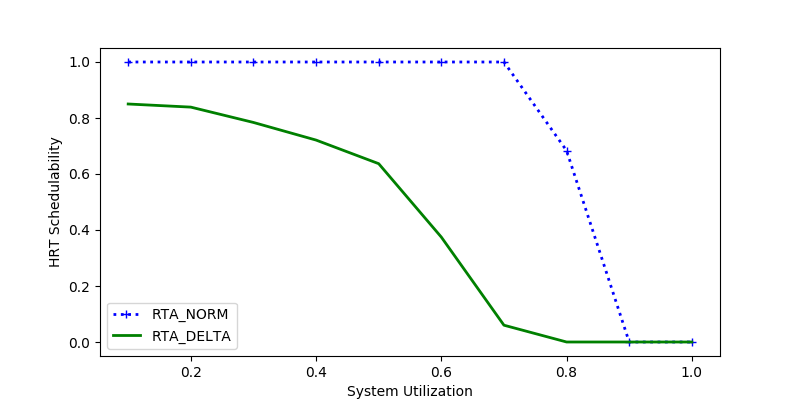 1.0
0.8
0.6
0.4
0.2
0.0
HRT Schedulability
RTA_NORM
RTA_DELTA
0.2 0.4 0.6 0.8 1.0
System Utilization